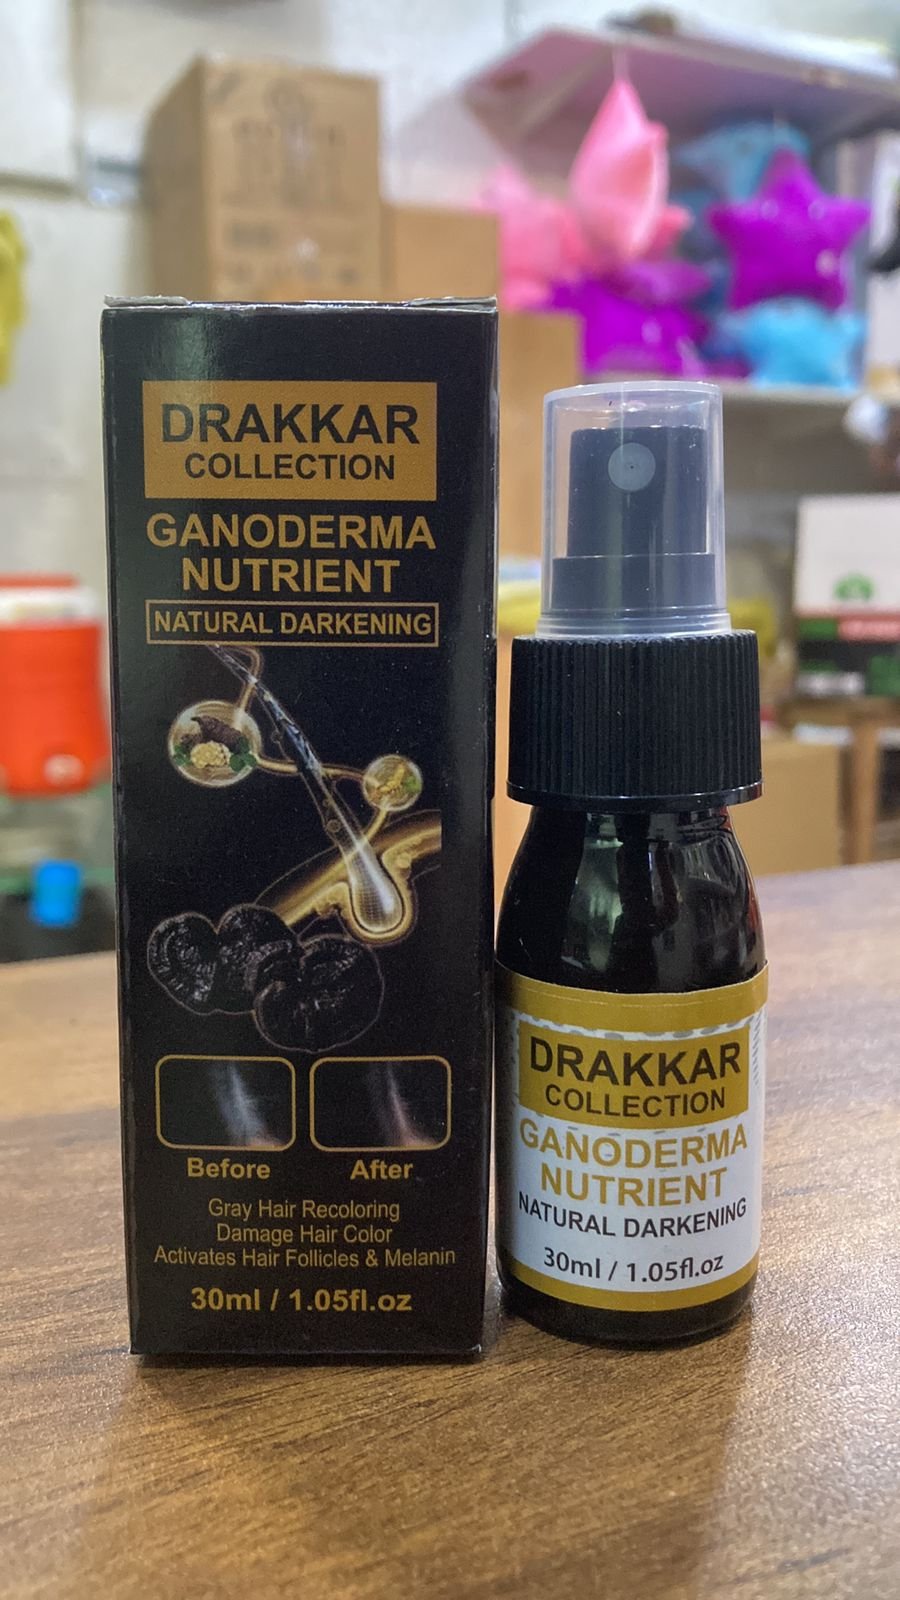 DRAKKAR
COLLECTION
GANODERMA
NUTRIENT
NATURAL DARKENING
Before
After
Gray Hair Recoloring
Damage Hair Color
Activates Hair Follicles & Melanin
30ml / 1.05fl.oz
DRAKKAR
COLLECTION
GANODERMA
NUTRIENT
NATURAL DARKENING
30ml / 1.05fl.oz